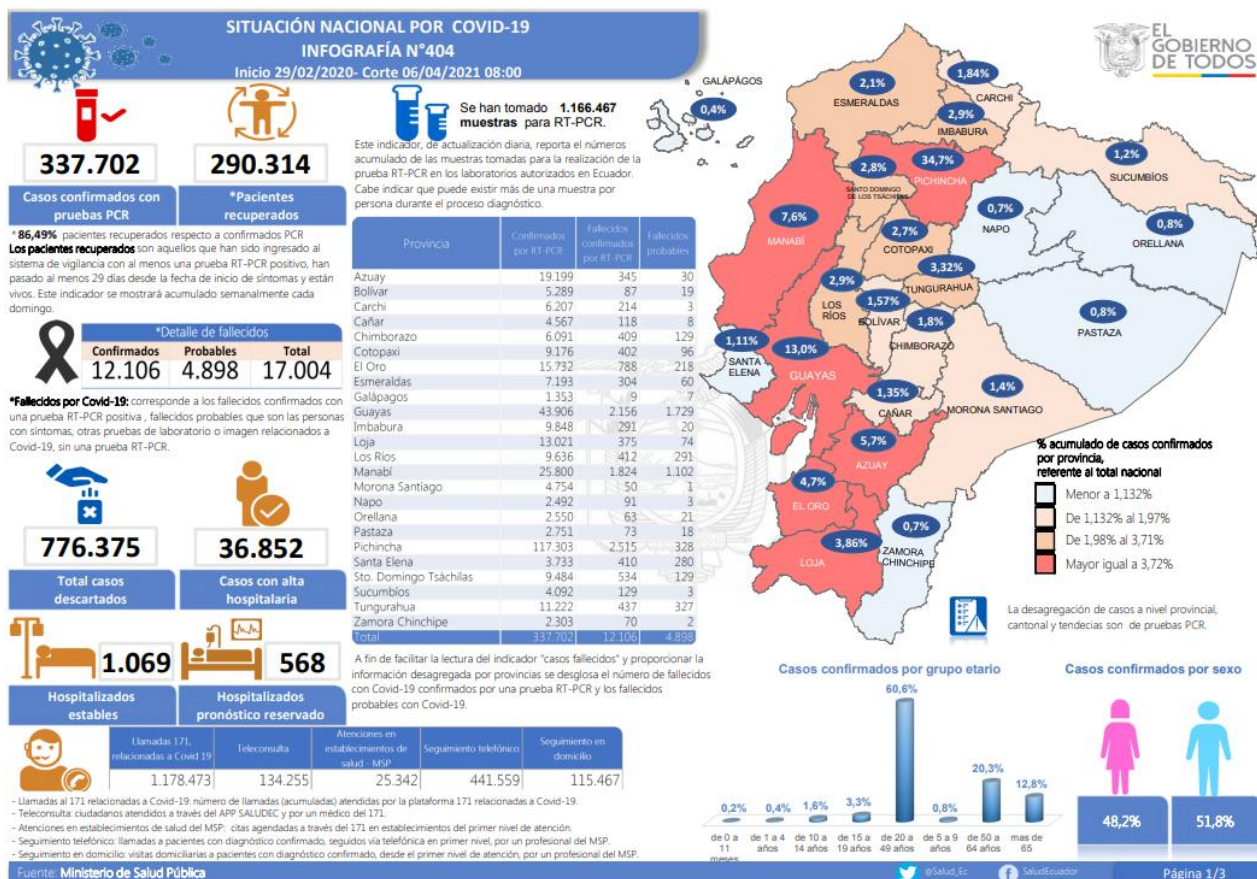 SITUACIÓN NACIONAL POR COVID-19
INFOGRAFÍA N°404
Inicio 29/02/2020- Corte 06/04/2021 08:00
EL
GOBIERNO
DE TODOS
337.702
Casos confirmados con
pruebas PCR
290.314
*Pacientes
recuperados
* 86,49% pacientes recuperados respecto a confirmados PCR
Los pacientes recuperados son aquellos que han sido ingresado al
sistema de vigilancia con al menos una prueba RT-PCR positivo, han
pasado al menos 29 días desde la fecha de inicio de síntomas y están
vivos. Este indicador se mostrará acumulado semanalmente cada
domingo.
*Detalle de fallecidos
Confirmados Probables Total
12.106 4.898 17.004
*Fallecidos por Covid-19: corresponde a los fallecidos confirmados con
una prueba RT-PCR positiva , fallecidos probables que son las personas
con síntomas, otras pruebas de laboratorio o imagen relacionados a
Covid-19, sin una prueba RT-PCR.
776.375
Total casos
descartados
36.852
Casos con alta
hospitalaria
1.069
Hospitalizados
estables
568
Hospitalizados
pronóstico reservado
Se han tomado 1.166.467
muestras para RT-PCR.
Este indicador, de actualización diaria, reporta el números
acumulado de las muestras tomadas para la realización de la
prueba RT-PCR en los laboratorios autorizados en Ecuador.
Cabe indicar que puede existir más de una muestra por
persona durante el proceso diagnóstico.
Provincia Confirmados por RT-PCR Fallecidos confirmados por RT-PCR Fallecidos probables
Azuay 19.199 345 30
Bolívar 5.289 87 19
Carchi 6.207 214 3
Cañar 4.567 118 8
Chimborazo 6.091 409 129
Cotopaxi 9.176 402 96
El Oro 15.732 788 218
Esmeraldas 7.193 304 60
Galápagos 1.353 9 7
Guayas 43.906 2.156 1.729
Imbabura 9.848 291 20
Loja 13.021 375 74
Los Ríos 9.636 412 291
Manabí 25.800 1.824 1.102
Morona Santiago 4.754 50 1
Napo 2.492 91 3
Orellana 2.550 63 21
Pastaza 2.751 73 18
Pichincha 117.303 2.515 328
Santa Elena 3.733 410 280
Sto. Domingo Tsáchilas 9.484 534 129
Sucumbíos 4.092 129 3
Tungurahua 11.222 437 327
Zamora Chinchipe 2.303 70 2
Total 337.702 12.106 4.898
A fin de facilitar la lectura del indicador "casos fallecidos" y proporcionar la
información desagregada por provincias se desglosa el número de fallecidos
con Covid-19 confirmados por una prueba RT-PCR y los fallecidos
probables con Covid-19.
GALÁPAGOS
0,4%
2,1%
ESMERALDAS
1,84%
CARCHI
2,9%
IMBABURA
1,2%
SUCUMBÍOS
2,8%
SANTO DOMINGO
DE LOS TSÁCHILAS
34,7%
PICHINCHA
0,7%
NAPO
0,8%
ORELLANA
7,6%
MANABÍ
2,7%
COTOPAXI
3,32%
TUNGURAHUA
2,9%
LOS
RÍOS
1,57%
BOLÍVAR
1,8%
CHIMBORAZO
0,8%
PASTAZA
1,11%
SANTA
ELENA
13,0%
GUAYAS
1,35%
CAÑAR
1,4%
MORONA SANTIAGO
5,7%
AZUAY
4,7%
EL ORO
3,86%
LOJA
0,7%
ZAMORA
CHINCHIPE
% acumulado de casos confirmados
por provincia,
referente al total nacional
Menor a 1,132%
De 1,132% al 1,97%
De 1,98% al 3,71%
Mayor igual a 3,72%
La desagregación de casos a nivel provincial,
cantonal y tendecias son de pruebas PCR.
Casos confirmados por grupo etario
0,2% 0,4% 1,6% 3,3% 60,6% 0,8% 20,3% 12,8%
de 0 a 11 meses
de 1 a 4 años
de 10 a 14 años
de 15 a 19 años
de 20 a 49 años
de 5 a 9 años
de 50 a 64 años
mas de 65
Casos confirmados por sexo
48,2% 51,8%
Llamadas 171, relacionadas a Covid 19
Teleconsulta
Atenciones en establecimientos de salud - MSP
Seguimiento telefónico
Seguimiento en domicilio
1.178.473 134.255 25.342 441.559 115.467
- Llamadas al 171 relacionadas a Covid-19: número de llamadas (acumuladas) atendidas por la plataforma 171 relacionadas a Covid-19.
- Teleconsulta: ciudadanos atendidos a través del APP SALUDEC y por un médico del 171.
- Atenciones en establecimientos de salud del MSP: citas agendadas a través del 171 en establecimientos del primer nivel de atención.
- Seguimiento telefónico: llamadas a pacientes con diagnóstico confirmado, seguidos vía telefónica en primer nivel, por un profesional del MSP.
- Seguimiento en domicilio: visitas domiciliarias a pacientes con diagnóstico confirmado, desde el primer nivel de atención, por un profesional del MSP.
Fuente: Ministerio de Salud Pública
@Salud_Ec
SaludEcuador
Página 1/3